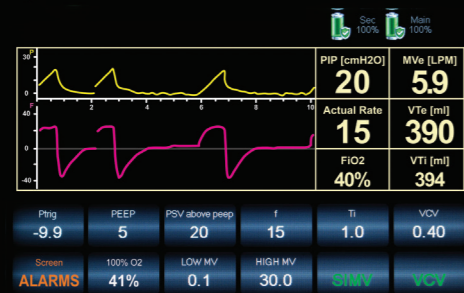 Sec 100% Main 100%
P
30
0
2 4 6 8 10
F
40
0
-40
PIP [cmH2O] MVe [LPM]
20 5.9
Actual Rate VTe [ml]
15 390
FiO2 VTi [ml]
40% 394
Ptrig PEEP PSV above peep f Ti VCV
-9.9 5 20 15 1.0 0.40
Screen 100% O2 LOW MV HIGH MV
ALARMS 41% 0.1 30.0 SIMV VCV